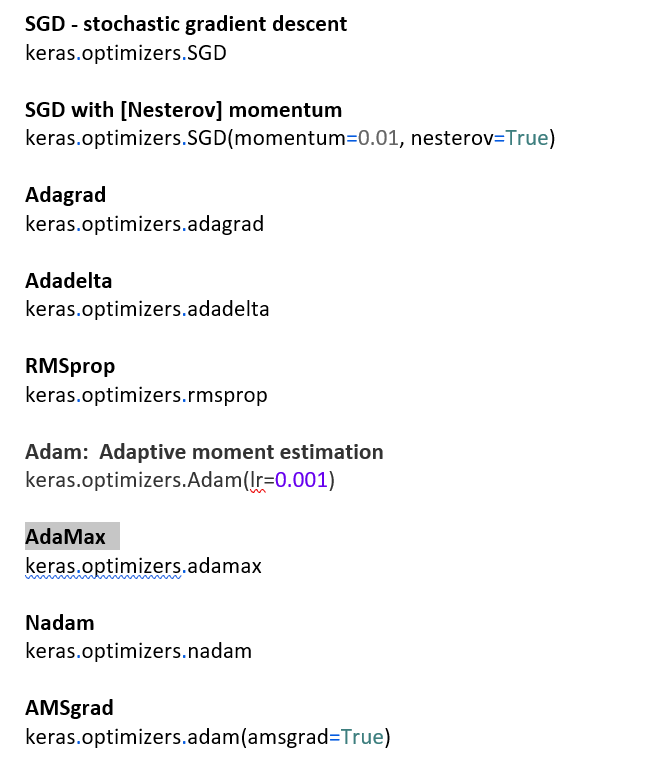 SGD - stochastic gradient descent
keras.optimizers.SGD
SGD with [Nesterov] momentum
keras.optimizers.SGD(momentum=0.01, nesterov=True)
Adagrad
keras.optimizers.adagrad
Adadelta
keras.optimizers.adadelta
RMSprop
keras.optimizers.rmsprop
Adam:  Adaptive moment estimation
keras.optimizers.Adam(lr=0.001)
AdaMax
keras.optimizers.adamax
Nadam
keras.optimizers.nadam
AMSgrad
keras.optimizers.adam(amsgrad=True)